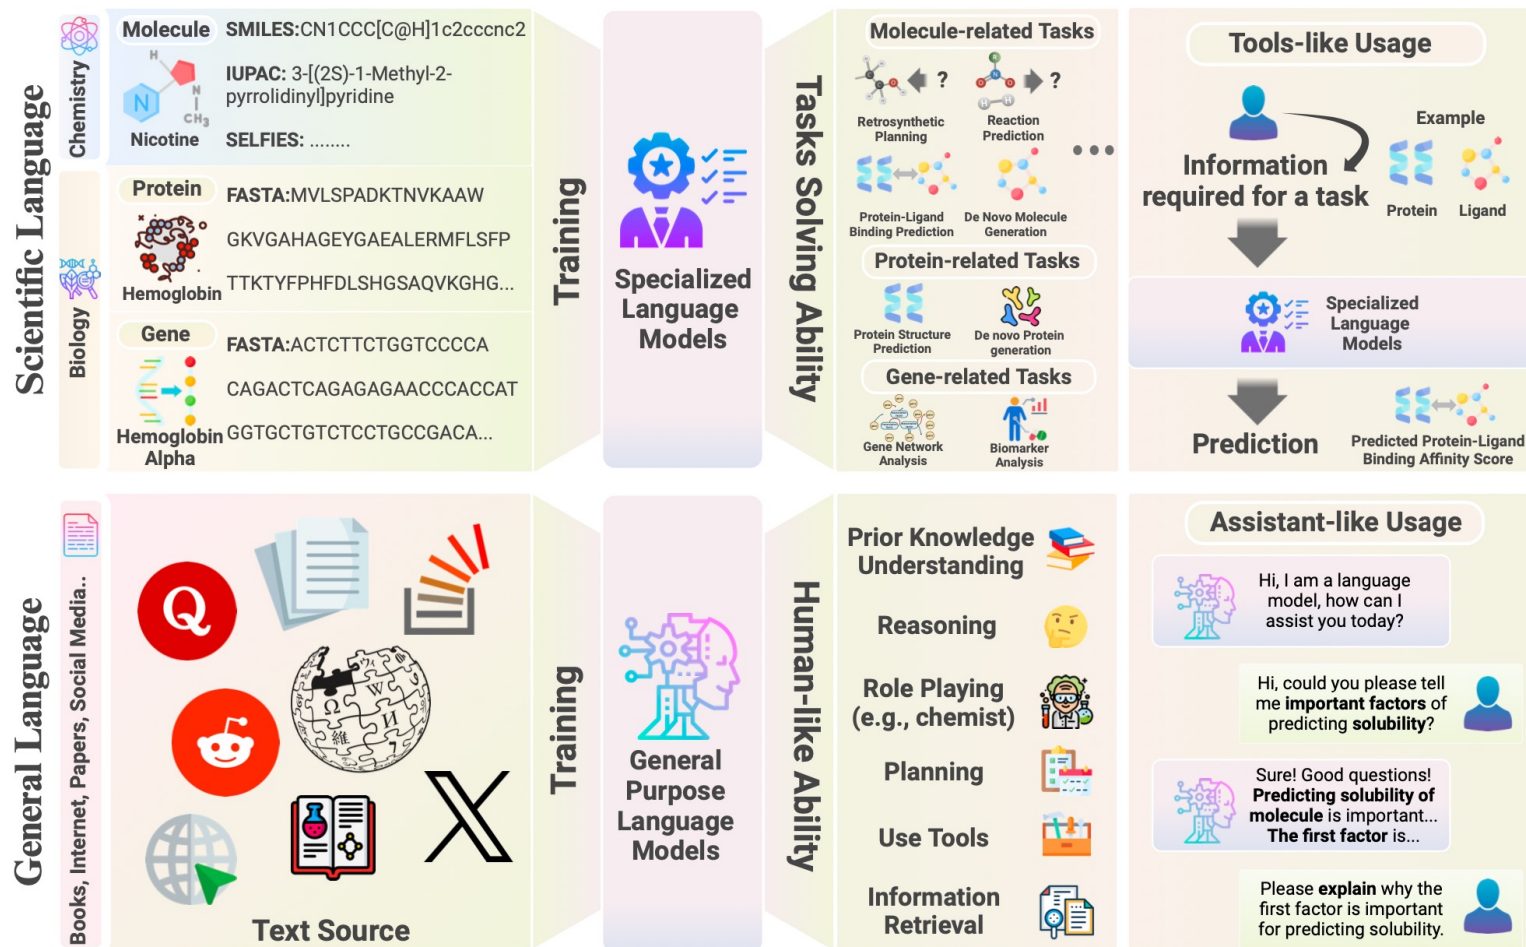 Scientific Language
Chemistry
Molecule
H
N
N
CH3
Nicotine
SMILES:CN1CCC[C@H]1c2cccnc2
IUPAC: 3-[(2S)-1-Methyl-2-
pyrrolidinyl]pyridine
SELFIES: ........
Biology
Protein
Hemoglobin
FASTA:MVLSPADKTNVKAAW
GKVGAHAGEYGAEALERMFLSFP
TTKTYFPHFDLSHGSAQVKGHG...
Gene
Hemoglobin
Alpha
FASTA:ACTCTTCTGGTCCCCA
CAGACTCAGAGAGAACCCACCAT
GGTGCTGTCTCCTGCCGACA...
Training
Specialized
Language
Models
Tasks Solving Ability
Molecule-related Tasks
?
?
Retrosynthetic
Planning
Reaction
Prediction
Protein-Ligand
Binding Prediction
De Novo Molecule
Generation
•••
Protein-related Tasks
Protein Structure
Prediction
De novo Protein
generation
Gene-related Tasks
Gene Network
Analysis
Biomarker
Analysis
Tools-like Usage
Information
required for a task
Example
Protein
Ligand
Specialized
Language
Models
Prediction
Predicted Protein-Ligand
Binding Affinity Score
General Language
Books, Internet, Papers, Social Media..
Q
W
Ω
И
維
X
Text Source
Training
General
Purpose
Language
Models
Human-like Ability
Prior Knowledge
Understanding
Reasoning
Role Playing
(e.g., chemist)
Planning
Use Tools
Information
Retrieval
Assistant-like Usage
Hi, I am a language
model, how can I
assist you today?
Hi, could you please tell
me important factors of
predicting solubility?
Sure! Good questions!
Predicting solubility of
molecule is important...
The first factor is...
Please explain why the
first factor is important
for predicting solubility.